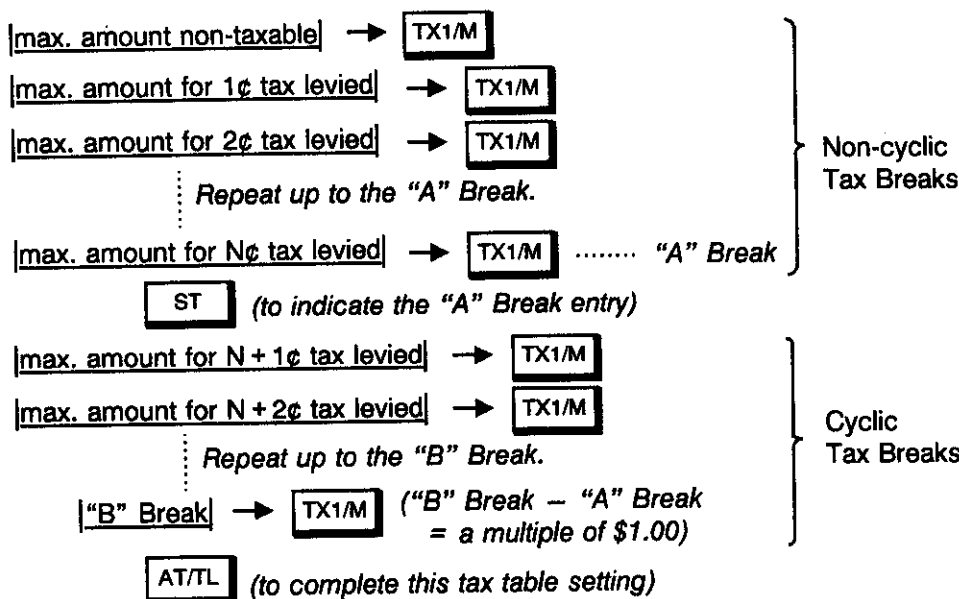 max. amount non-taxable → TX1/M
max. amount for 1¢ tax levied → TX1/M
max. amount for 2¢ tax levied → TX1/M
Repeat up to the “A” Break.
max. amount for N¢ tax levied → TX1/M ........ “A” Break
Non-cyclic
Tax Breaks
ST (to indicate the “A” Break entry)
max. amount for N + 1¢ tax levied → TX1/M
max. amount for N + 2¢ tax levied → TX1/M
Repeat up to the “B” Break.
“B” Break → TX1/M (“B” Break – “A” Break
= a multiple of $1.00)
Cyclic
Tax Breaks
AT/TL (to complete this tax table setting)